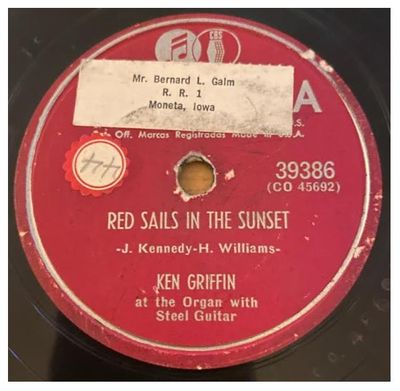 CBS
Mr. Bernard L. Galm
R. R. 1
Moneta, Iowa
A
S.
Off. Marcas Registradas Made in U.S.A.
39386
(CO 45692)
RED SAILS IN THE SUNSET
-J. Kennedy-H. Williams-
KEN GRIFFIN
at the Organ with
Steel Guitar